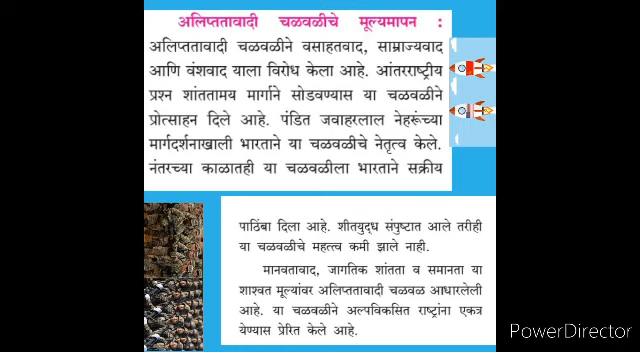 अलिप्ततावादी चळवळीचे मूल्यमापन :
अलिप्ततावादी चळवळीने वसाहतवाद, साम्राज्यवाद
आणि वंशवाद याला विरोध केला आहे. आंतरराष्ट्रीय
प्रश्न शांततामय मार्गाने सोडवण्यास या चळवळीने
प्रोत्साहन दिले आहे. पंडित जवाहरलाल नेहरूंच्या
मार्गदर्शनाखाली भारताने या चळवळीचे नेतृत्व केले.
नंतरच्या काळातही या चळवळीला भारताने सक्रीय
पाठिंबा दिला आहे. शीतयुद्ध संपुष्टात आले तरीही
या चळवळीचे महत्त्व कमी झाले नाही.
मानवतावाद, जागतिक शांतता व समानता या
शाश्वत मूल्यांवर अलिप्ततावादी चळवळ आधारलेली
आहे. या चळवळीने अल्पविकसित राष्ट्रांना एकत्र
येण्यास प्रेरित केले आहे.
PowerDirector